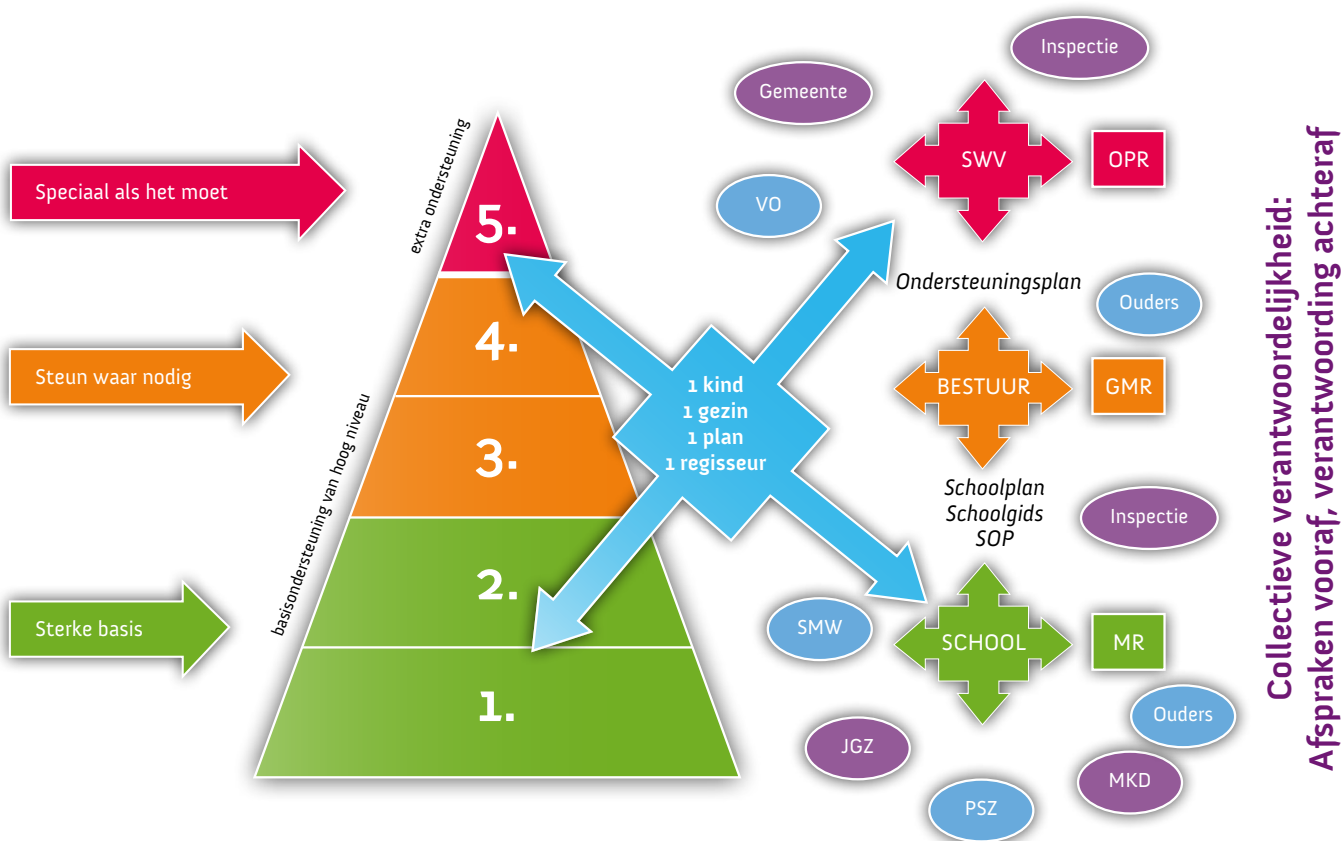 Speciaal als het moet
Steun waar nodig
Sterke basis
extra ondersteuning
basisondersteuning van hoog niveau
5.
4.
3.
2.
1.
1 kind
1 gezin
1 plan
1 regisseur
Inspectie
Gemeente
VO
SWV
OPR
Ondersteuningsplan
Ouders
BESTUUR
GMR
Schoolplan
Schoolgids
SOP
Inspectie
SMW
SCHOOL
MR
Ouders
JGZ
MKD
PSZ
Collectieve verantwoordelijkheid:
Afspraken vooraf, verantwoording achteraf